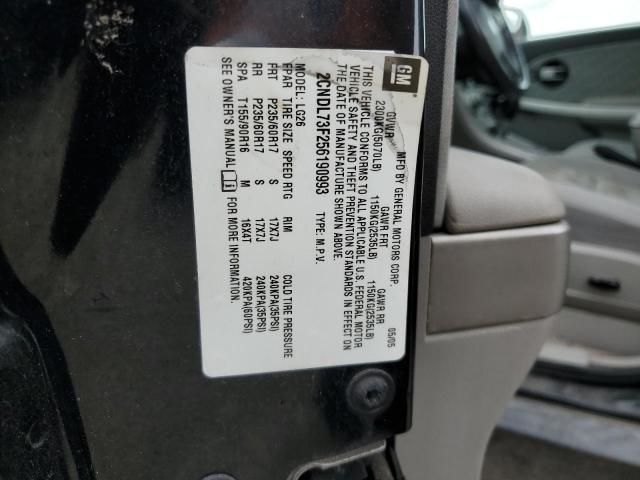 GM
MFD BY GENERAL MOTORS CORP. 05/05
GVWR GAWR FRT GAWR RR
2300KG(5070LB) 1150KG(2535LB) 1150KG(2535LB)
THIS VEHICLE CONFORMS TO ALL APPLICABLE U.S. FEDERAL MOTOR
VEHICLE SAFETY AND THEFT PREVENTION STANDARDS IN EFFECT ON
THE DATE OF MANUFACTURE SHOWN ABOVE.
2CNDL73F256190993 TYPE: M.P.V.
MODEL: LG26
TIRE SIZE SPEED RTG RIM COLD TIRE PRESSURE
FRT P235/60R17 S 17X7J 240KPA(35PSI)
RR P235/60R17 S 17X7J 240KPA(35PSI)
SPA T155/90R16 M 16X4T 420KPA(60PSI)
SEE OWNER'S MANUAL FOR MORE INFORMATION.